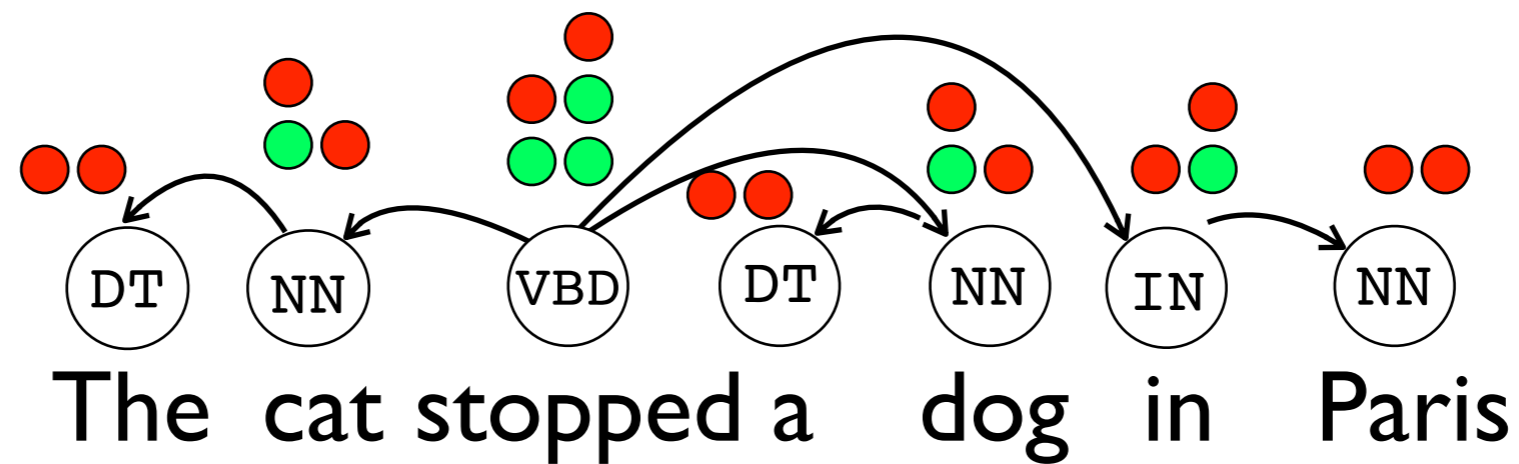 DT NN VBD DT NN IN NN
The cat stopped a dog in Paris